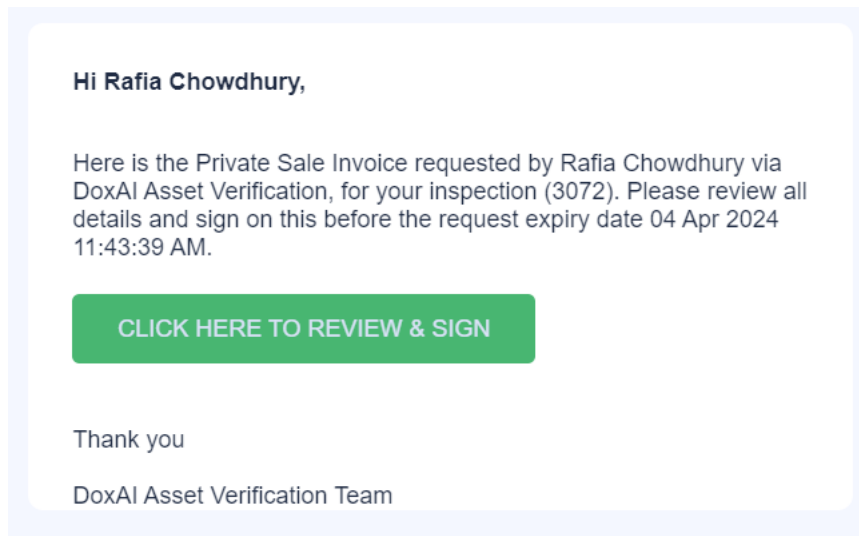 Hi Rafia Chowdhury,
Here is the Private Sale Invoice requested by Rafia Chowdhury via
DoxAI Asset Verification, for your inspection (3072). Please review all
details and sign on this before the request expiry date 04 Apr 2024
11:43:39 AM.
CLICK HERE TO REVIEW & SIGN
Thank you
DoxAI Asset Verification Team